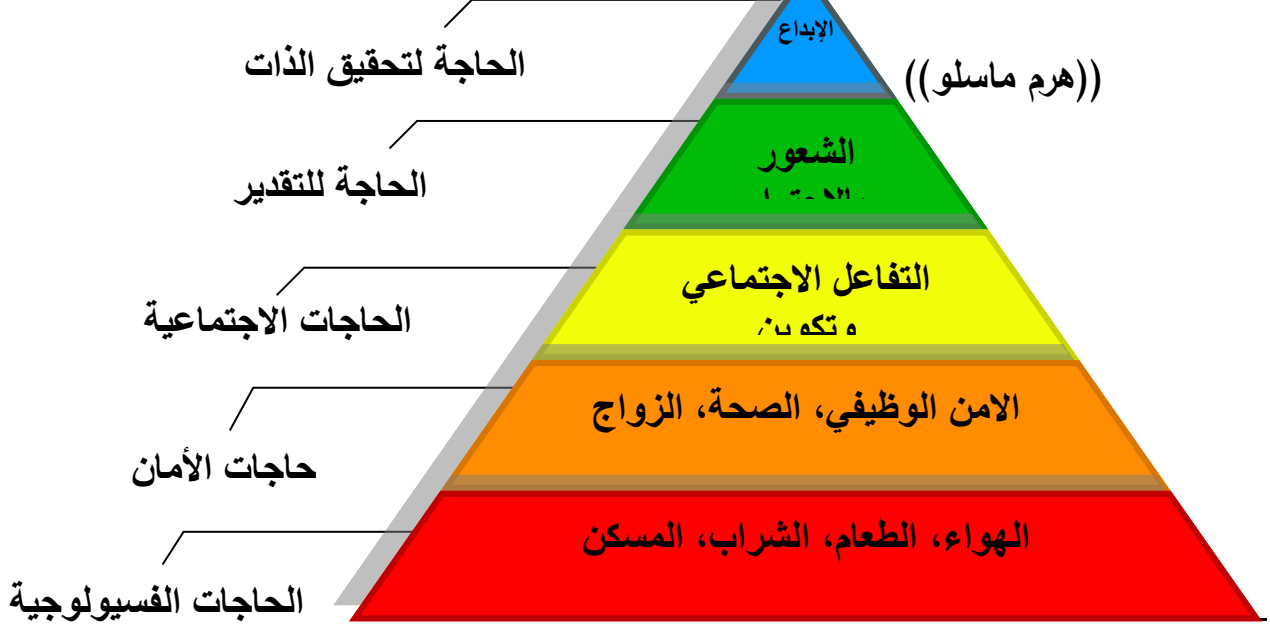 الإبداع
((هرم ماسلو))
الحاجة لتحقيق الذات
الشعور
الحاجة للتقدير
التفاعل الاجتماعي
وتكوين
الحاجات الاجتماعية
الامن الوظيفي، الصحة، الزواج
حاجات الأمان
الهواء، الطعام، الشراب، المسكن
الحاجات الفسيولوجية